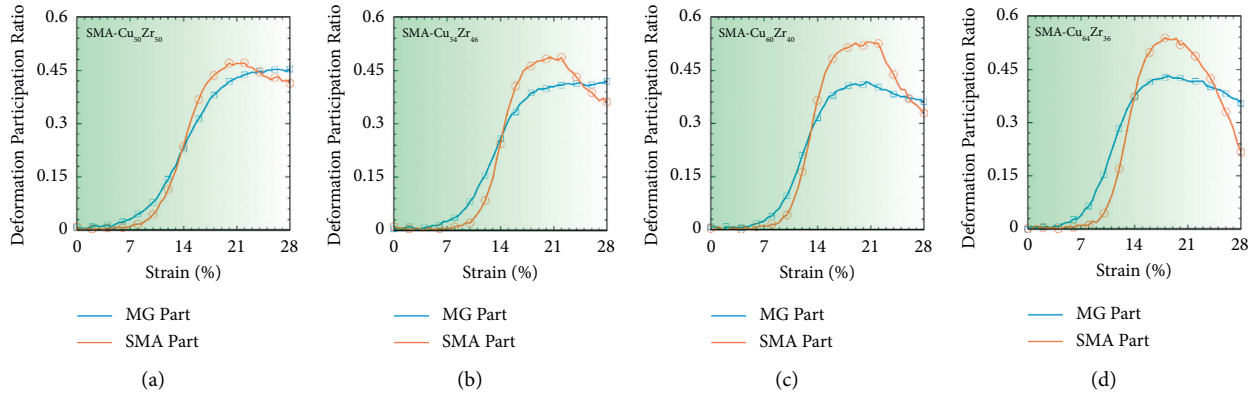 Deformation Participation Ratio
0.6
0.45
0.3
0.15
0
SMA-Cu50Zr50
0 7 14 21 28
Strain (%)
MG Part
SMA Part
(a)
Deformation Participation Ratio
0.6
0.45
0.3
0.15
0
SMA-Cu54Zr46
0 7 14 21 28
Strain (%)
MG Part
SMA Part
(b)
Deformation Participation Ratio
0.6
0.45
0.3
0.15
0
SMA-Cu60Zr40
0 7 14 21 28
Strain (%)
MG Part
SMA Part
(c)
Deformation Participation Ratio
0.6
0.45
0.3
0.15
0
SMA-Cu64Zr36
0 7 14 21 28
Strain (%)
MG Part
SMA Part
(d)